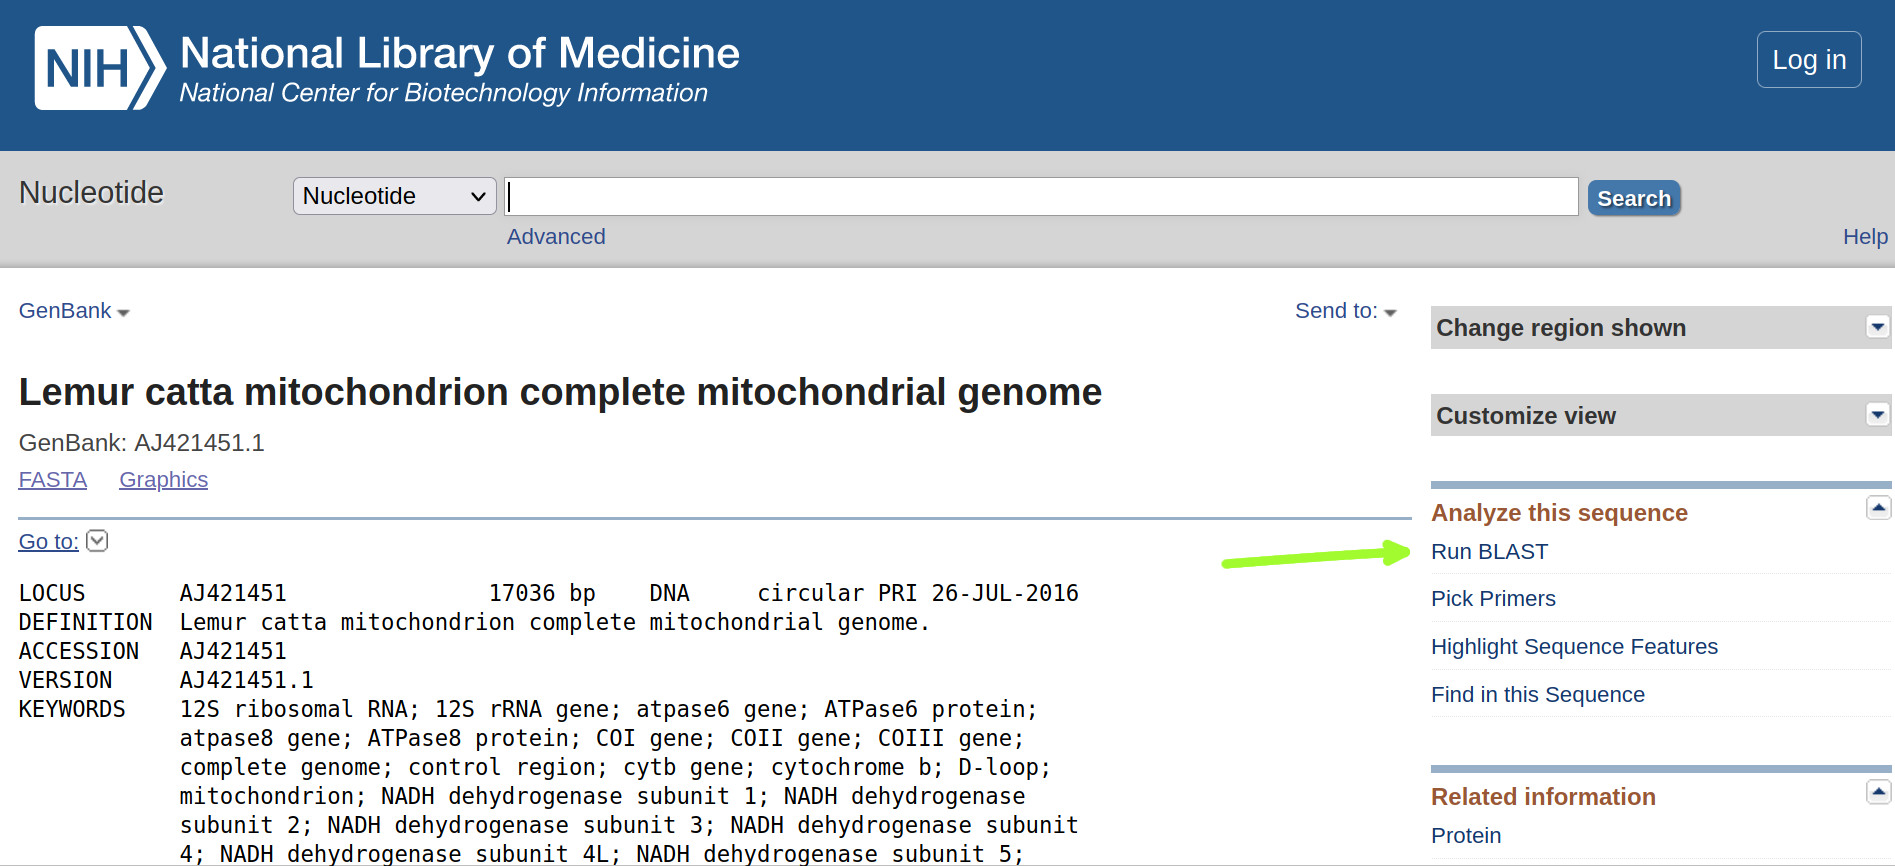 NIH National Library of Medicine
National Center for Biotechnology Information
Log in
Nucleotide
Nucleotide
Search
Advanced
Help
GenBank
Send to:
Lemur catta mitochondrion complete mitochondrial genome
GenBank: AJ421451.1
FASTA Graphics
Go to:
LOCUS AJ421451 17036 bp DNA circular PRI 26-JUL-2016
DEFINITION Lemur catta mitochondrion complete mitochondrial genome.
ACCESSION AJ421451
VERSION AJ421451.1
KEYWORDS 12S ribosomal RNA; 12S rRNA gene; atpase6 gene; ATPase6 protein;
atpase8 gene; ATPase8 protein; COI gene; COII gene; COIII gene;
complete genome; control region; cytb gene; cytochrome b; D-loop;
mitochondrion; NADH dehydrogenase subunit 1; NADH dehydrogenase
subunit 2; NADH dehydrogenase subunit 3; NADH dehydrogenase subunit
4; NADH dehydrogenase subunit 4L; NADH dehydrogenase subunit 5;
Change region shown
Customize view
Analyze this sequence
Run BLAST
Pick Primers
Highlight Sequence Features
Find in this Sequence
Related information
Protein